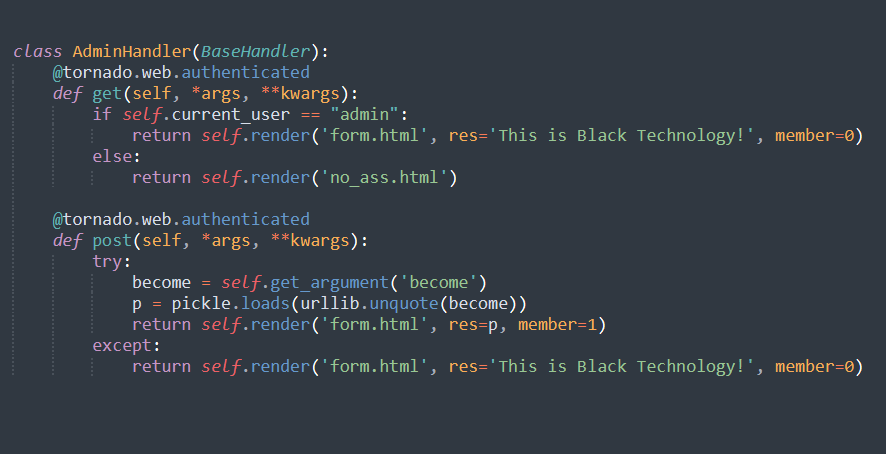 class AdminHandler(BaseHandler):
    @tornado.web.authenticated
    def get(self, *args, **kwargs):
        if self.current_user == "admin":
            return self.render('form.html', res='This is Black Technology!', member=0)
        else:
            return self.render('no_ass.html')

    @tornado.web.authenticated
    def post(self, *args, **kwargs):
        try:
            become = self.get_argument('become')
            p = pickle.loads(urllib.unquote(become))
            return self.render('form.html', res=p, member=1)
        except:
            return self.render('form.html', res='This is Black Technology!', member=0)